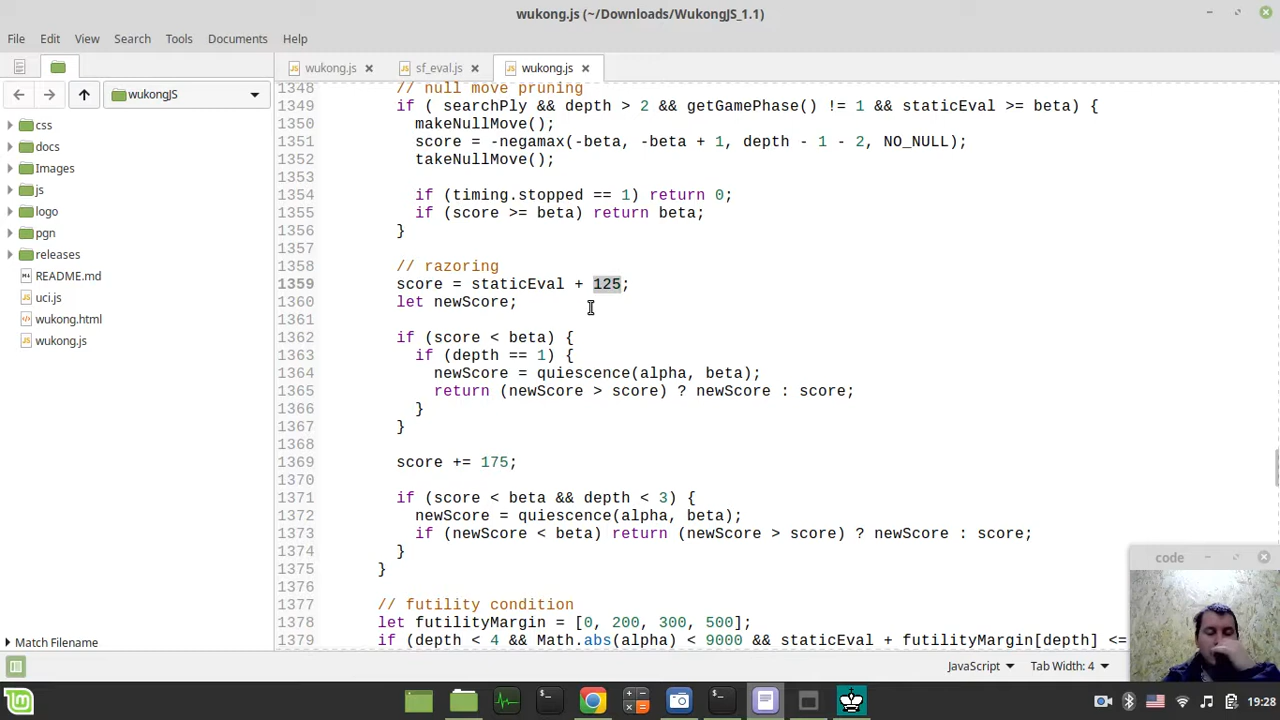 wukong.js (~/Downloads/WukongJS_1.1)
File Edit View Search Tools Documents Help
wukong.js sf_eval.js wukong.js
wukongJS
css
docs
Images
js
logo
pgn
releases
README.md
uci.js
wukong.html
wukong.js
Match Filename
1348 // null move pruning
1349 if ( searchPly && depth > 2 && getGamePhase() != 1 && staticEval >= beta) {
1350 makeNullMove();
1351 score = -negamax(-beta, -beta + 1, depth - 1 - 2, NO_NULL);
1352 takeNullMove();
1353
1354 if (timing.stopped == 1) return 0;
1355 if (score >= beta) return beta;
1356 }
1357
1358 // razoring
1359 score = staticEval + 125;
1360 let newScore;
1361
1362 if (score < beta) {
1363 if (depth == 1) {
1364 newScore = quiescence(alpha, beta);
1365 return (newScore > score) ? newScore : score;
1366 }
1367 }
1368
1369 score += 175;
1370
1371 if (score < beta && depth < 3) {
1372 newScore = quiescence(alpha, beta);
1373 if (newScore < beta) return (newScore > score) ? newScore : score;
1374 }
1375 }
1376
1377 // futility condition
1378 let futilityMargin = [0, 200, 300, 500];
1379 if (depth < 4 && Math.abs(alpha) < 9000 && staticEval + futilityMargin[depth] <=
code
JavaScript Tab Width: 4
19:28